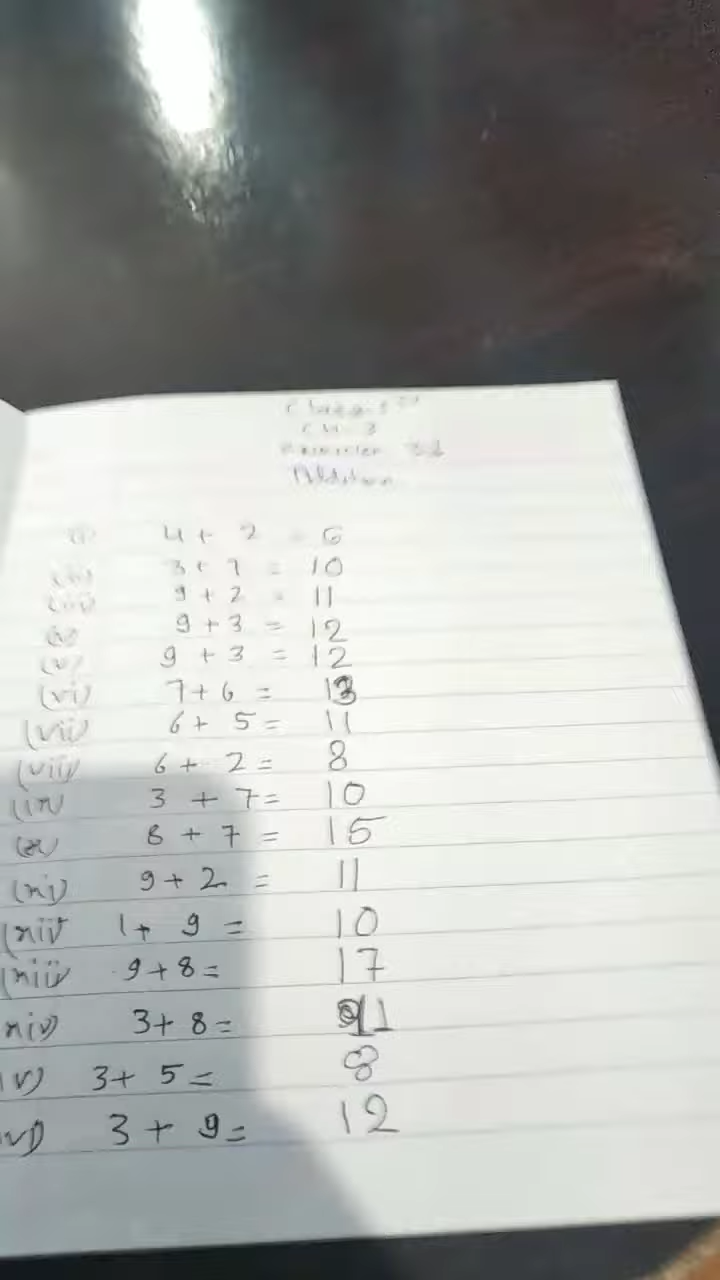 CH-3
Addition
(i) 4 + 2 = 6
(ii) 3 + 7 = 10
(iii) 9 + 2 = 11
9 + 3 = 12
(v) 9 + 3 = 12
(vi) 7 + 6 = 13
(vii) 6 + 5 = 11
(viii) 6 + 2 = 8
(ix) 3 + 7 = 10
(x) 8 + 7 = 15
(xi) 9 + 2 = 11
(xii) 1 + 9 = 10
(xiii) 9 + 8 = 17
xiv) 3 + 8 = 11
xv) 3 + 5 = 8
xvi) 3 + 9 = 12